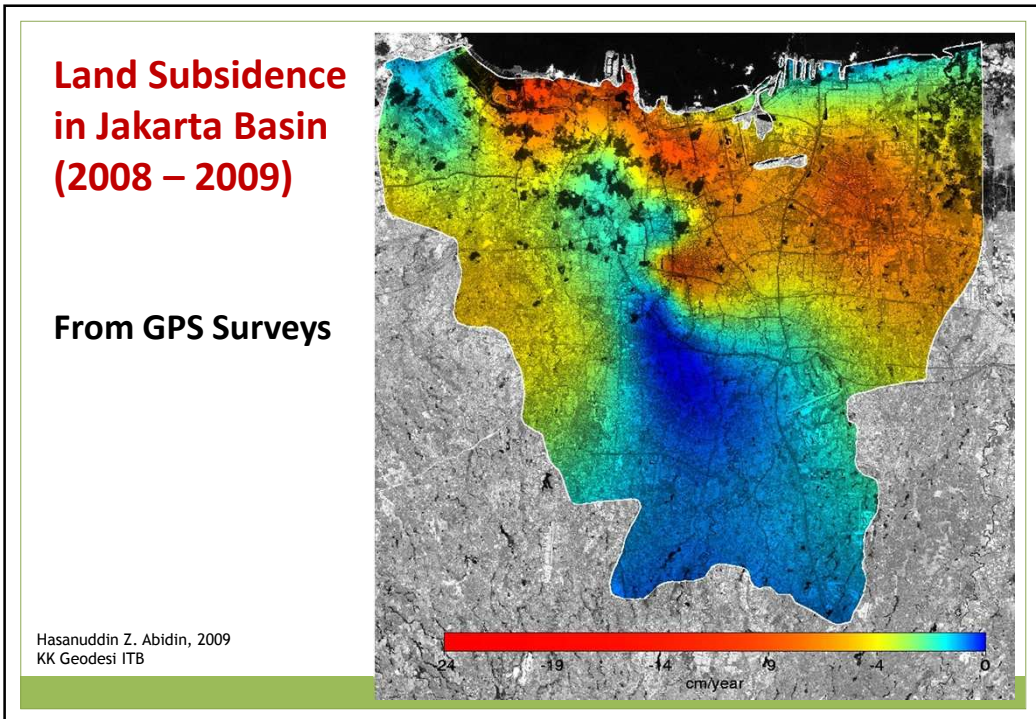 Land Subsidence
in Jakarta Basin
(2008 – 2009)
From GPS Surveys
Hasanuddin Z. Abidin, 2009
KK Geodesi ITB
-24 -19 -14 -9 -4 0
cm/year